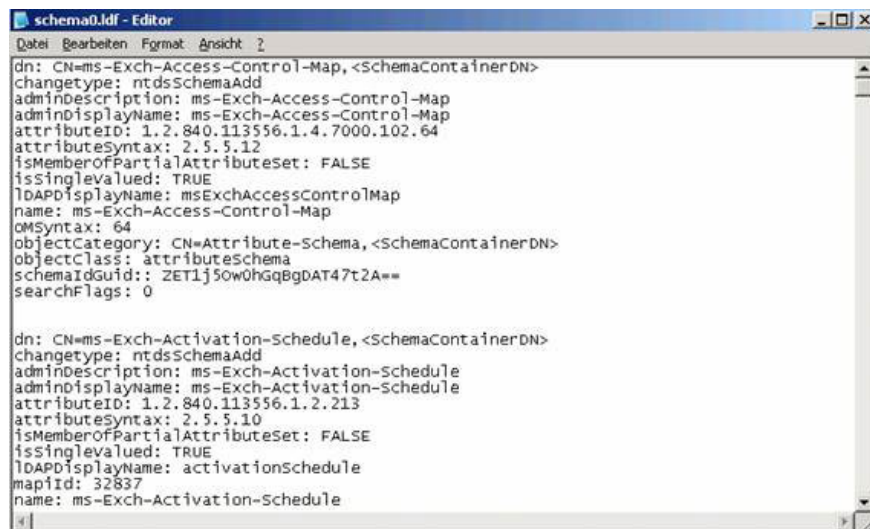 schema0.ldf - Editor
Datei Bearbeiten Format Ansicht ?
dn: CN=ms-Exch-Access-Control-Map,<SchemaContainerDN>
changetype: ntdsSchemaAdd
adminDescription: ms-Exch-Access-Control-Map
adminDisplayName: ms-Exch-Access-Control-Map
attributeID: 1.2.840.113556.1.4.7000.102.64
attributeSyntax: 2.5.5.12
isMemberOfPartialAttributeSet: FALSE
isSingleValued: TRUE
lDAPDisplayName: msExchAccessControlMap
name: ms-Exch-Access-Control-Map
oMSyntax: 64
objectCategory: CN=Attribute-Schema,<SchemaContainerDN>
objectClass: attributeSchema
schemaIdGuid:: ZET1j5Ow0hGqBgDAT47t2A==
searchFlags: 0
dn: CN=ms-Exch-Activation-Schedule,<SchemaContainerDN>
changetype: ntdsSchemaAdd
adminDescription: ms-Exch-Activation-Schedule
adminDisplayName: ms-Exch-Activation-Schedule
attributeID: 1.2.840.113556.1.2.213
attributeSyntax: 2.5.5.10
isMemberOfPartialAttributeSet: FALSE
isSingleValued: TRUE
lDAPDisplayName: activationSchedule
mapiId: 32837
name: ms-Exch-Activation-Schedule